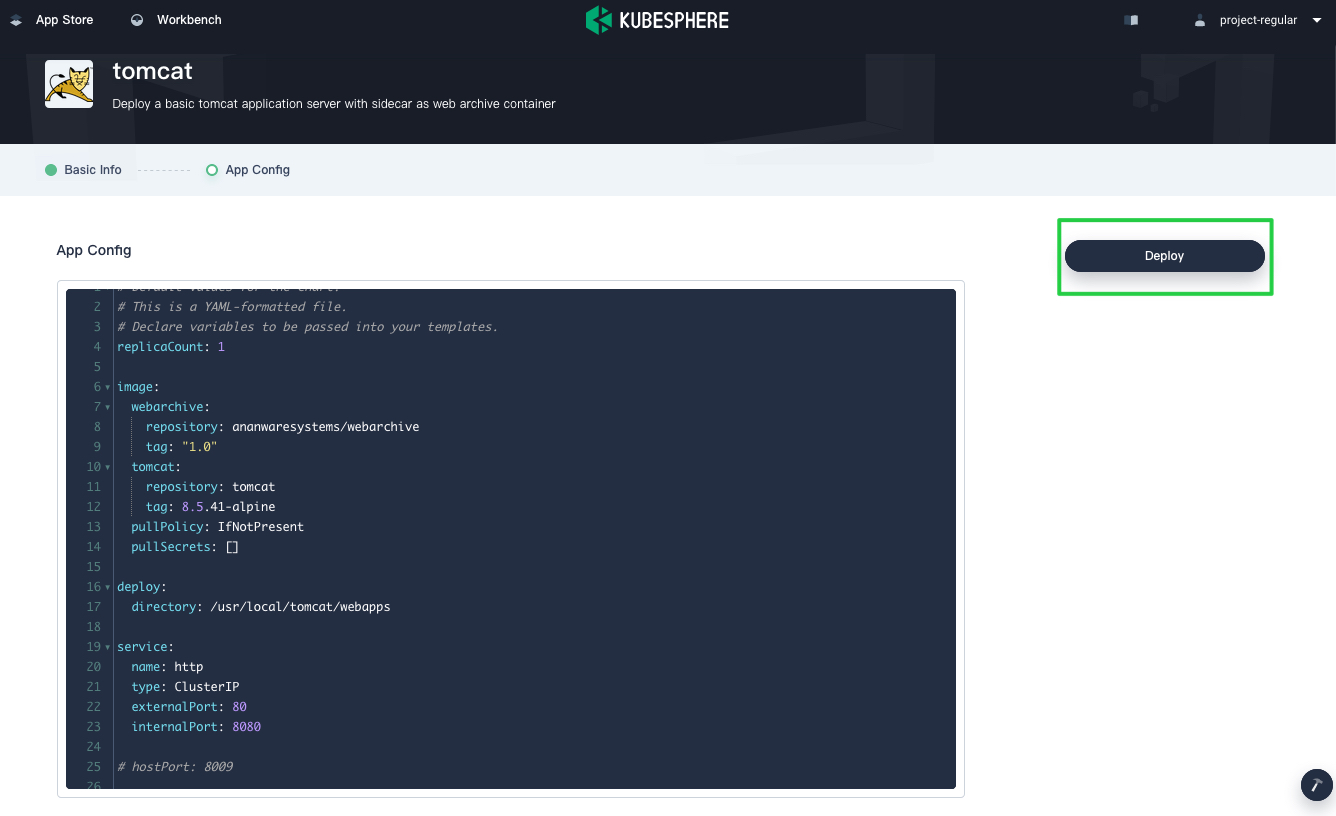 App Store
Workbench
KUBESPHERE
project-regular
tomcat
Deploy a basic tomcat application server with sidecar as web archive container
Basic Info
App Config
App Config
Deploy
1 # Default values for the chart.
2 # This is a YAML-formatted file.
3 # Declare variables to be passed into your templates.
4 replicaCount: 1
5
6 image:
7 webarchive:
8 repository: ananwaresystems/webarchive
9 tag: "1.0"
10 tomcat:
11 repository: tomcat
12 tag: 8.5.41-alpine
13 pullPolicy: IfNotPresent
14 pullSecrets: []
15
16 deploy:
17 directory: /usr/local/tomcat/webapps
18
19 service:
20 name: http
21 type: ClusterIP
22 externalPort: 80
23 internalPort: 8080
24
25 # hostPort: 8009
26